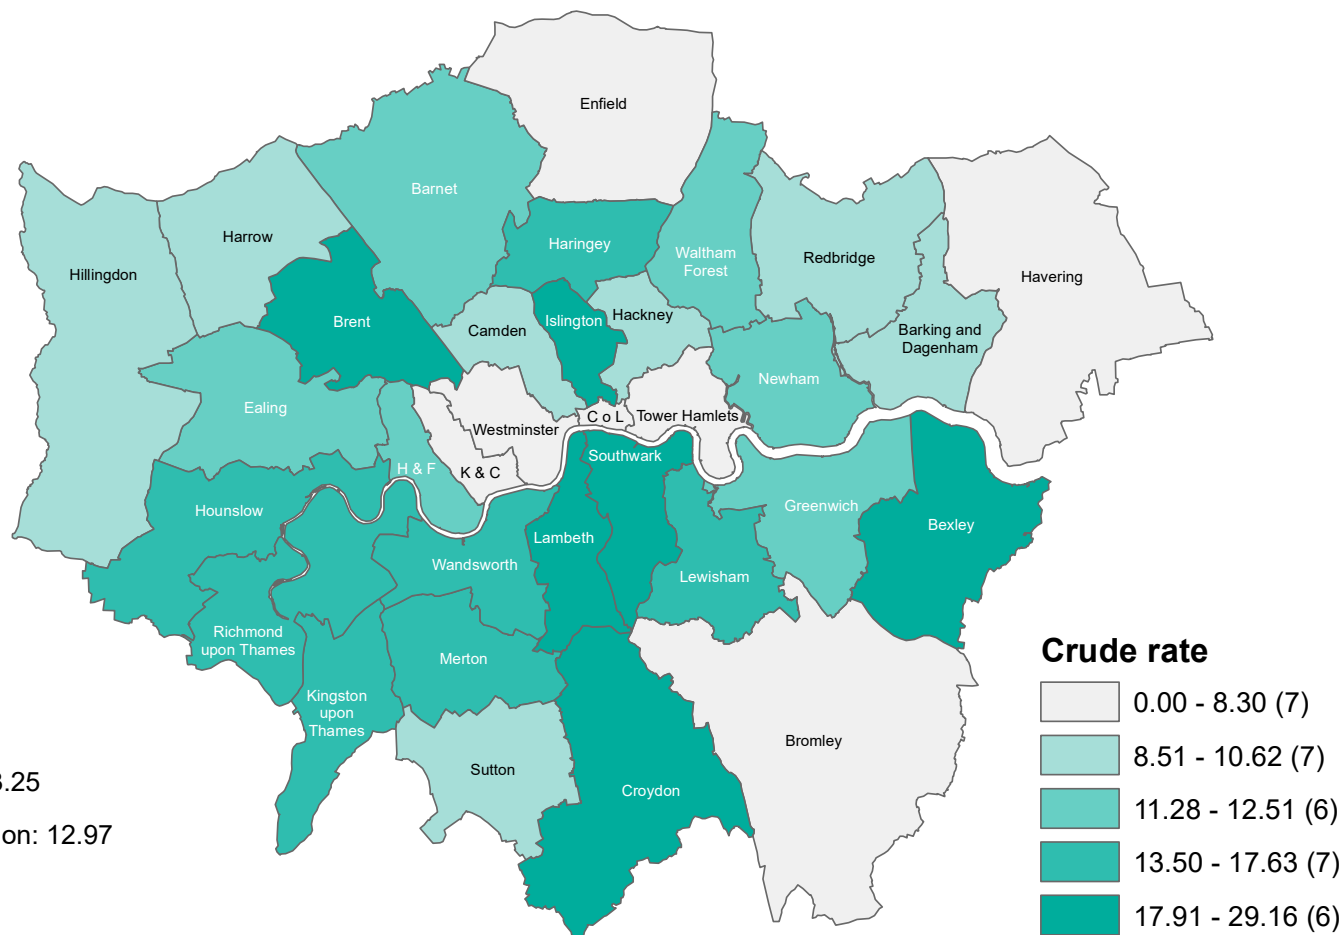 Enfield
Barnet
Harrow
Haringey
Waltham
Forest
Redbridge
Hillingdon
Havering
Brent
Camden
Islington
Hackney
Barking and
Dagenham
Newham
Ealing
Westminster
C o L
Tower Hamlets
H & F
K & C
Southwark
Hounslow
Greenwich
Bexley
Lambeth
Wandsworth
Lewisham
Richmond
upon Thames
Merton
Kingston
upon
Thames
Sutton
Bromley
Croydon
.25
on: 12.97
Crude rate
0.00 - 8.30 (7)
8.51 - 10.62 (7)
11.28 - 12.51 (6)
13.50 - 17.63 (7)
17.91 - 29.16 (6)